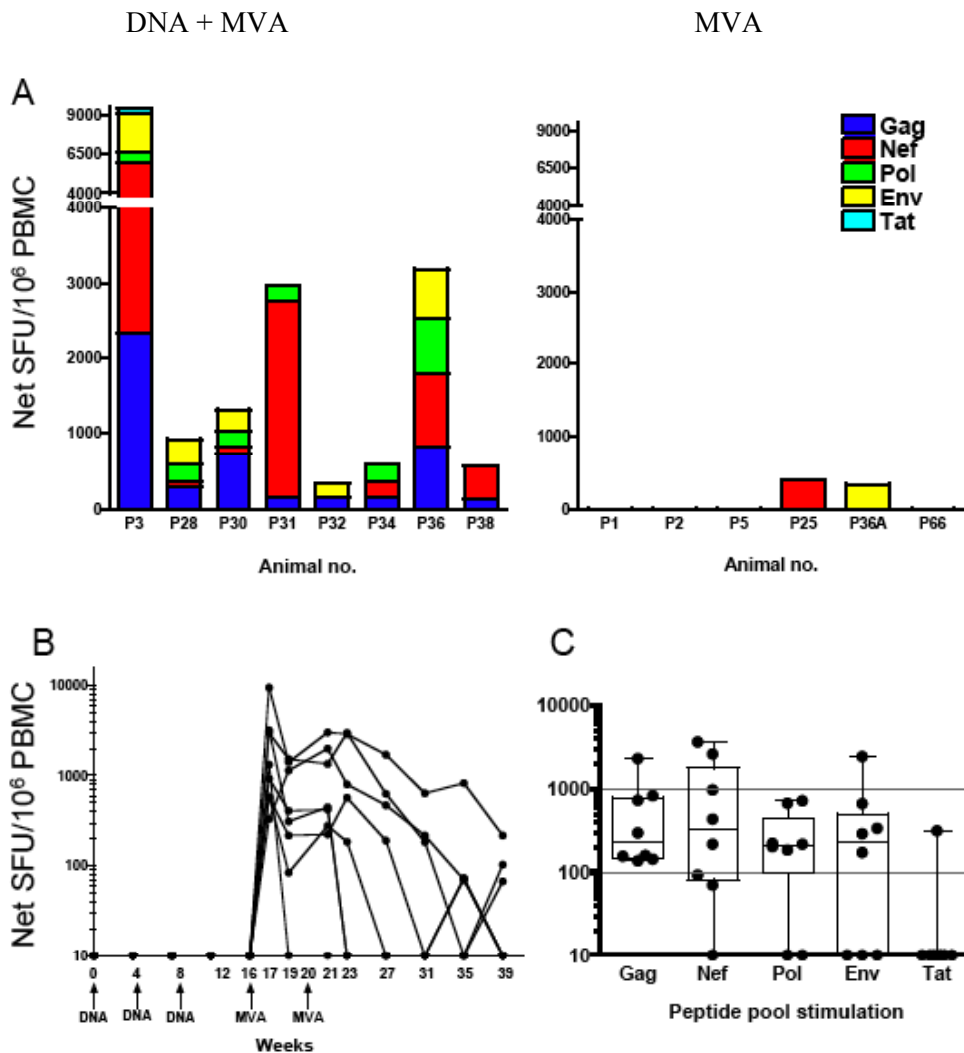 DNA + MVA
MVA
A
Net SFU/10⁶ PBMC
9000
6500
4000
4000
3000
2000
1000
0
P3 P28 P30 P31 P32 P34 P36 P38
Animal no.
9000
6500
4000
4000
3000
2000
1000
0
P1 P2 P5 P25 P36A P66
Animal no.
Gag
Nef
Pol
Env
Tat
B
Net SFU/10⁶ PBMC
10000
1000
100
10
0 4 8 12 16 17 19 20 21 23 27 31 35 39
DNA DNA DNA MVA MVA
Weeks
C
10000
1000
100
10
Gag Nef Pol Env Tat
Peptide pool stimulation